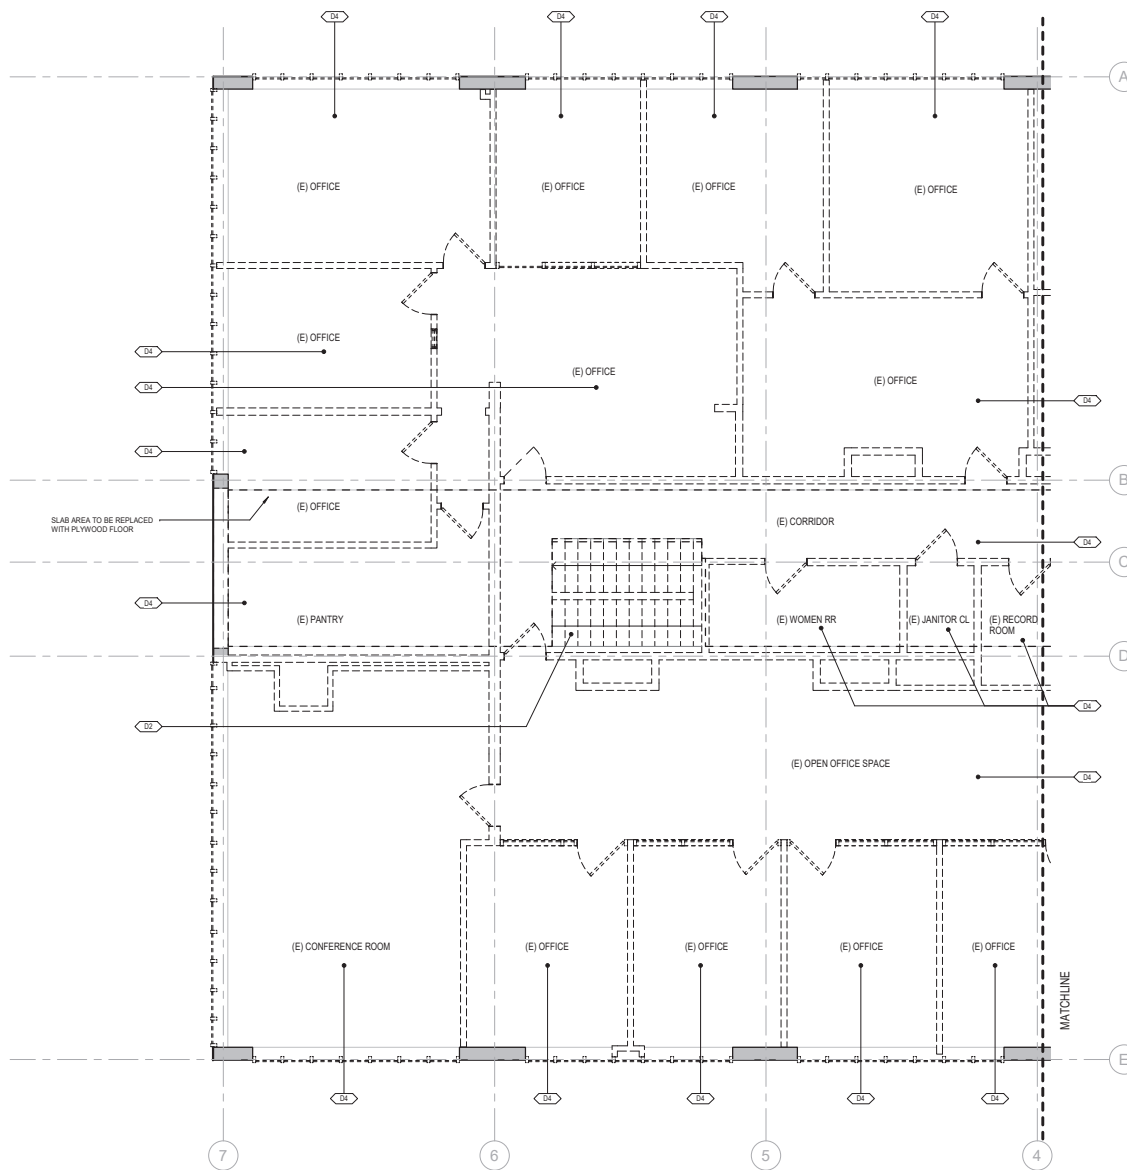 D4 D4 D4 D4
A
(E) OFFICE (E) OFFICE (E) OFFICE (E) OFFICE
(E) OFFICE
D4
(E) OFFICE
(E) OFFICE
D4
D4
D4
B
(E) OFFICE
SLAB AREA TO BE REPLACED
WITH PLYWOOD FLOOR
(E) CORRIDOR
D4
C
D4
(E) PANTRY
(E) WOMEN RR
(E) JANITOR CL
(E) RECORD
ROOM
D
D4
D2
(E) OPEN OFFICE SPACE
D4
(E) CONFERENCE ROOM
(E) OFFICE (E) OFFICE (E) OFFICE (E) OFFICE
MATCHLINE
E
D4 D4 D4 D4 D4
7 6 5 4